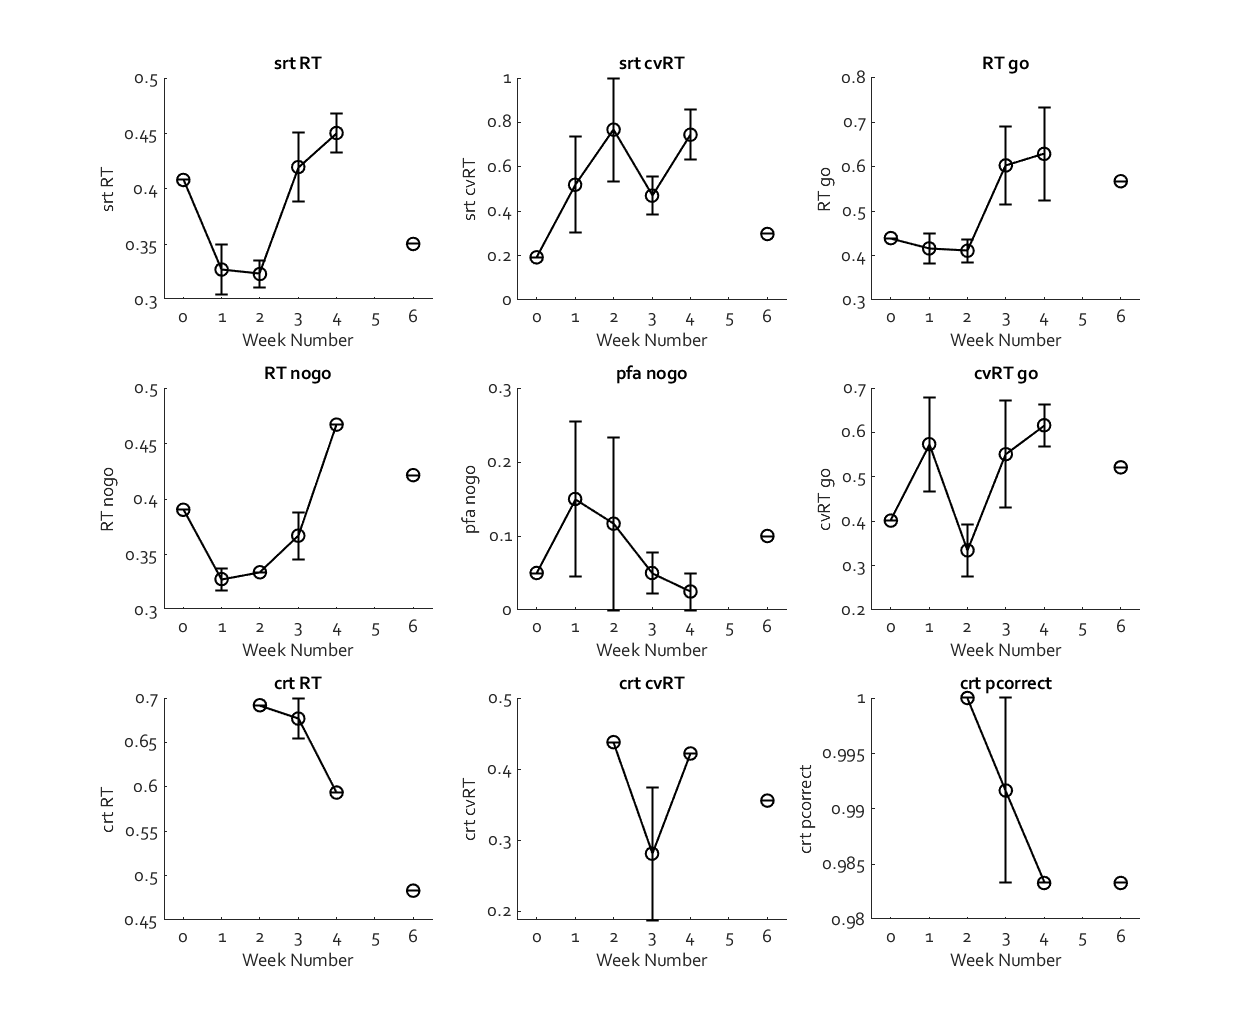 srt RT
0.5
0.45
0.4
0.35
0.3
srt RT
0 1 2 3 4 5 6
Week Number
srt cvRT
1
0.8
0.6
0.4
0.2
0
srt cvRT
0 1 2 3 4 5 6
Week Number
RT go
0.8
0.7
0.6
0.5
0.4
0.3
RT go
0 1 2 3 4 5 6
Week Number
RT nogo
0.5
0.45
0.4
0.35
0.3
RT nogo
0 1 2 3 4 5 6
Week Number
pfa nogo
0.3
0.2
0.1
0
pfa nogo
0 1 2 3 4 5 6
Week Number
cvRT go
0.7
0.6
0.5
0.4
0.3
0.2
cvRT go
0 1 2 3 4 5 6
Week Number
crt RT
0.7
0.65
0.6
0.55
0.5
0.45
crt RT
0 1 2 3 4 5 6
Week Number
crt cvRT
0.5
0.4
0.3
0.2
crt cvRT
0 1 2 3 4 5 6
Week Number
crt pcorrect
1
0.995
0.99
0.985
0.98
crt pcorrect
0 1 2 3 4 5 6
Week Number